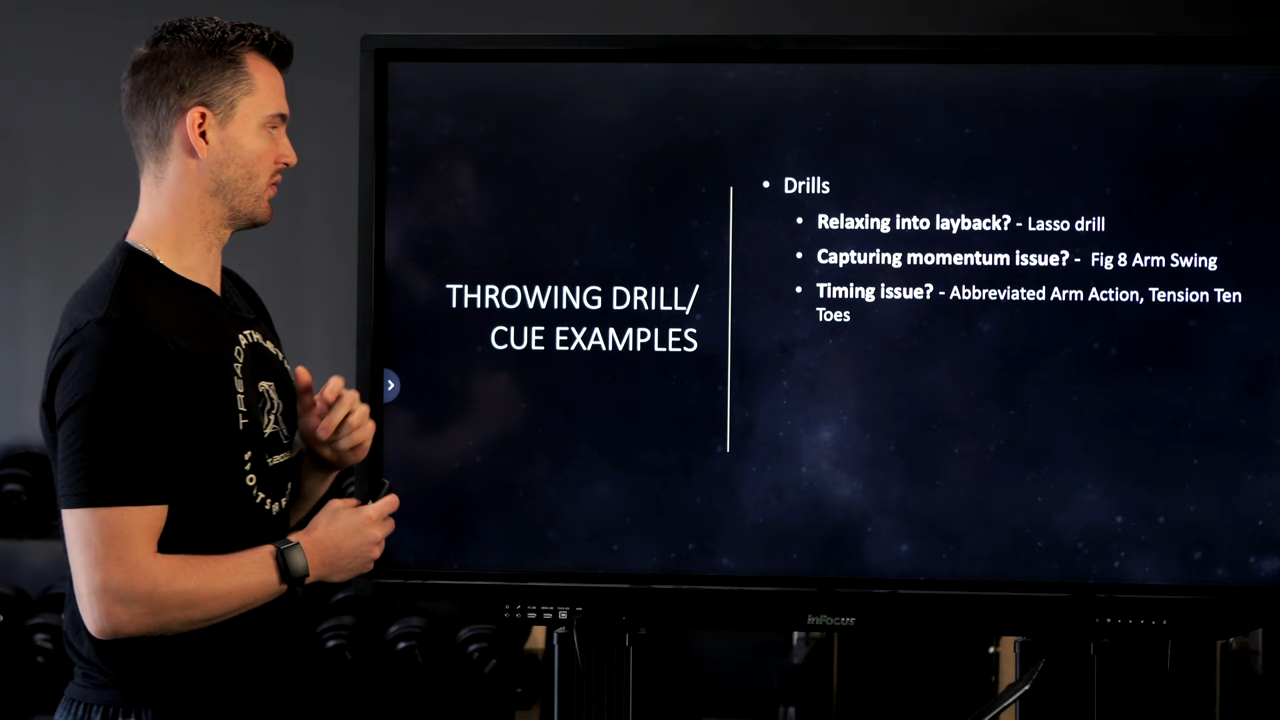 THROWING DRILL/
CUE EXAMPLES
• Drills
• Relaxing into layback? - Lasso drill
• Capturing momentum issue? - Fig 8 Arm Swing
• Timing issue? - Abbreviated Arm Action, Tension Ten
Toes
InFocus